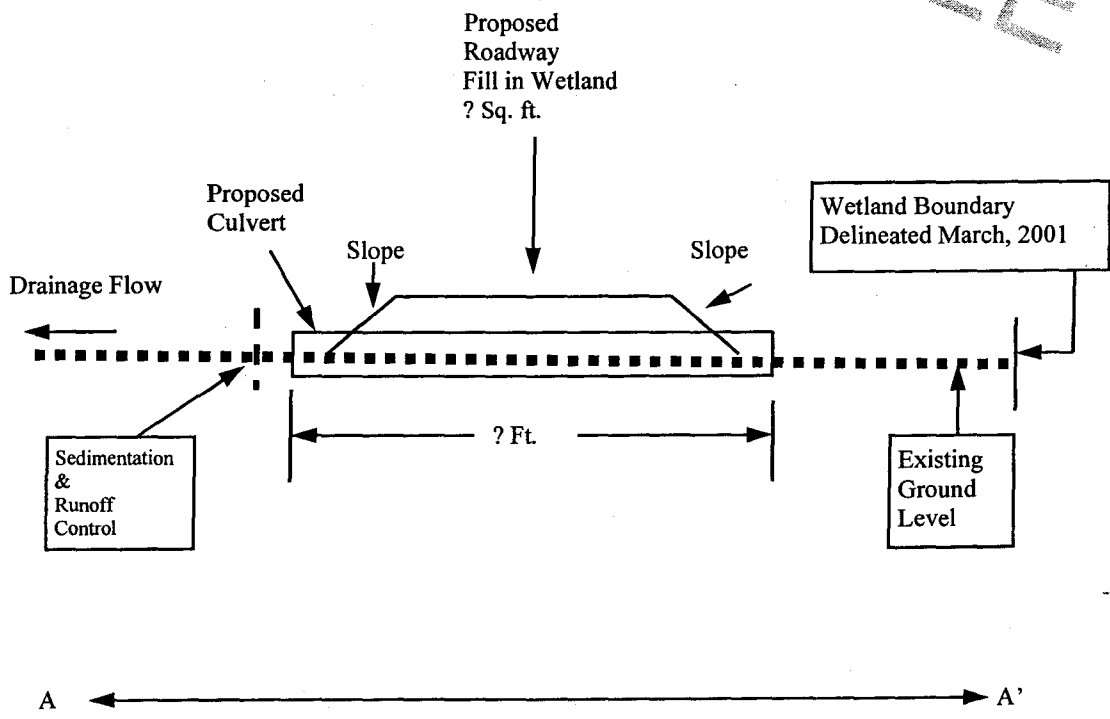 Proposed
Roadway
Fill in Wetland
? Sq. ft.
Proposed
Culvert
Slope
Slope
Wetland Boundary
Delineated March, 2001
Drainage Flow
? Ft.
Sedimentation
&
Runoff
Control
Existing
Ground
Level
A
A'